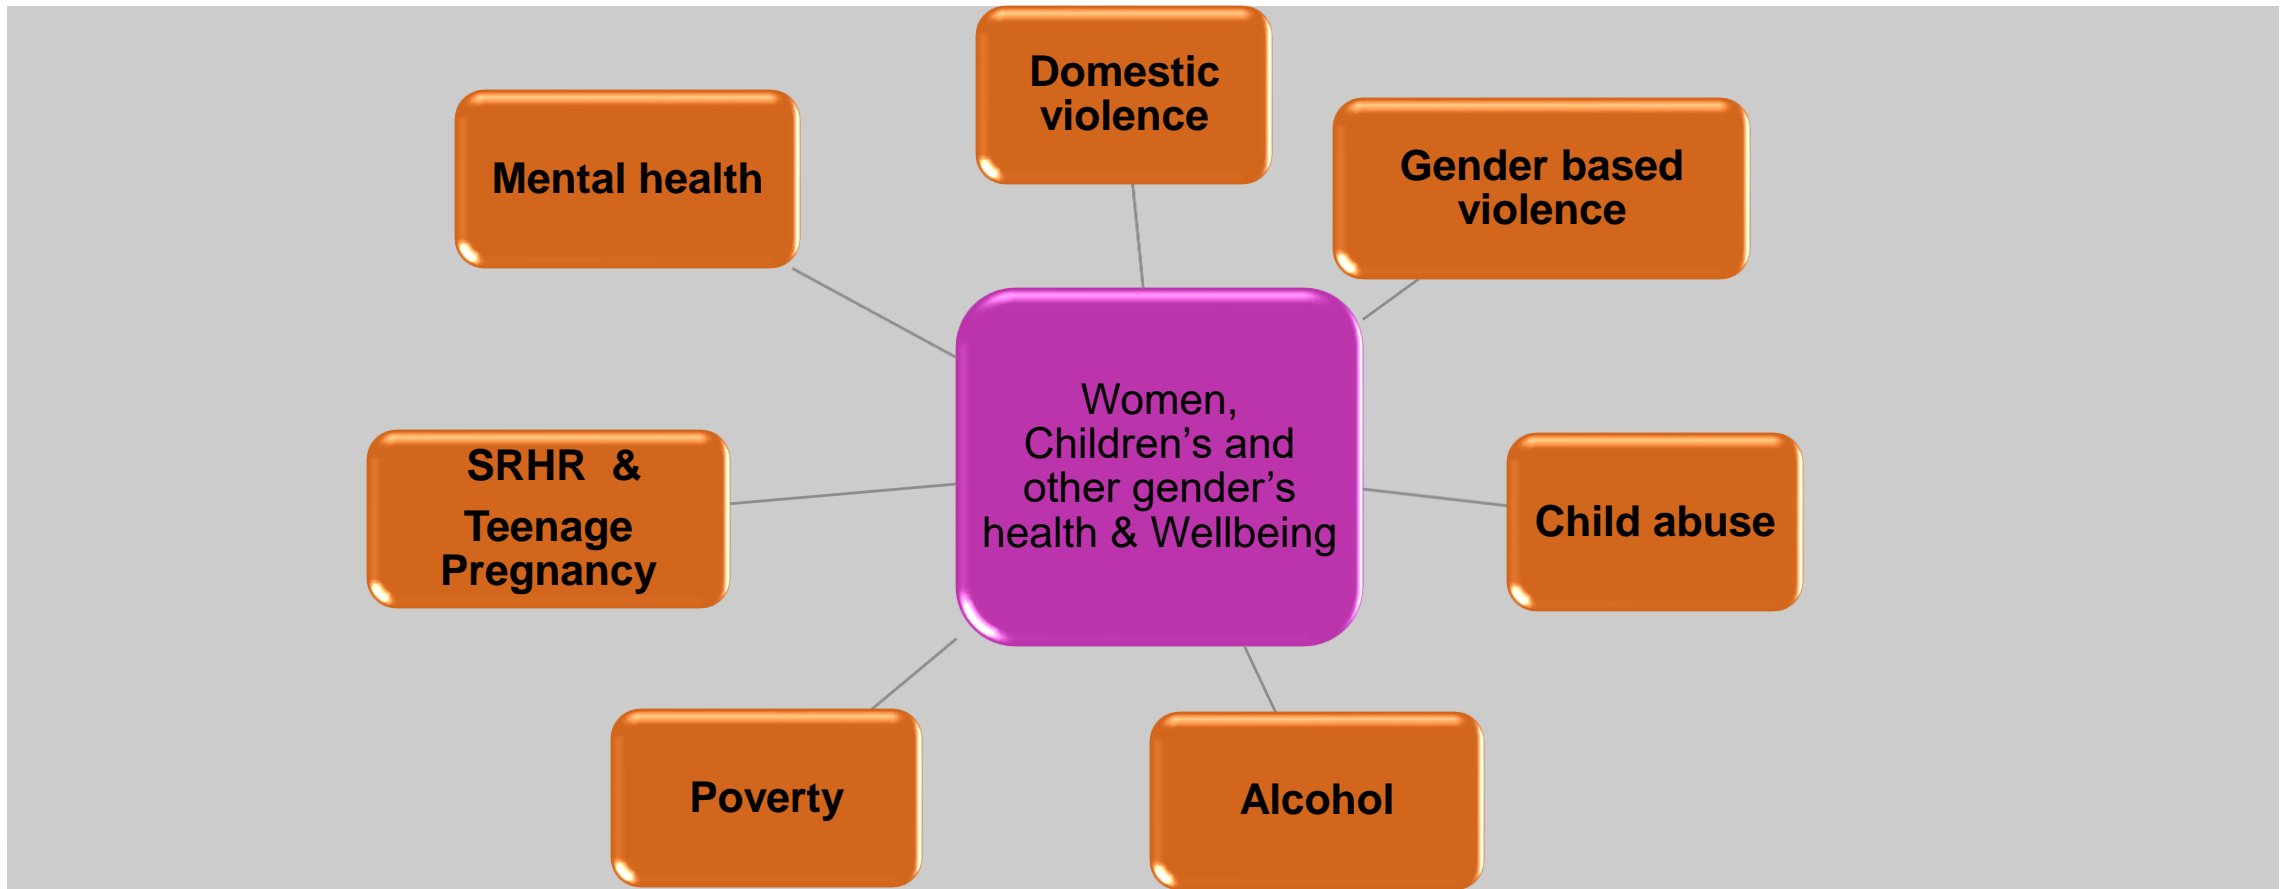 Domestic
violence
Mental health
Gender based
violence
Women,
Children’s and
other gender’s
health & Wellbeing
SRHR &
Teenage
Pregnancy
Child abuse
Poverty
Alcohol